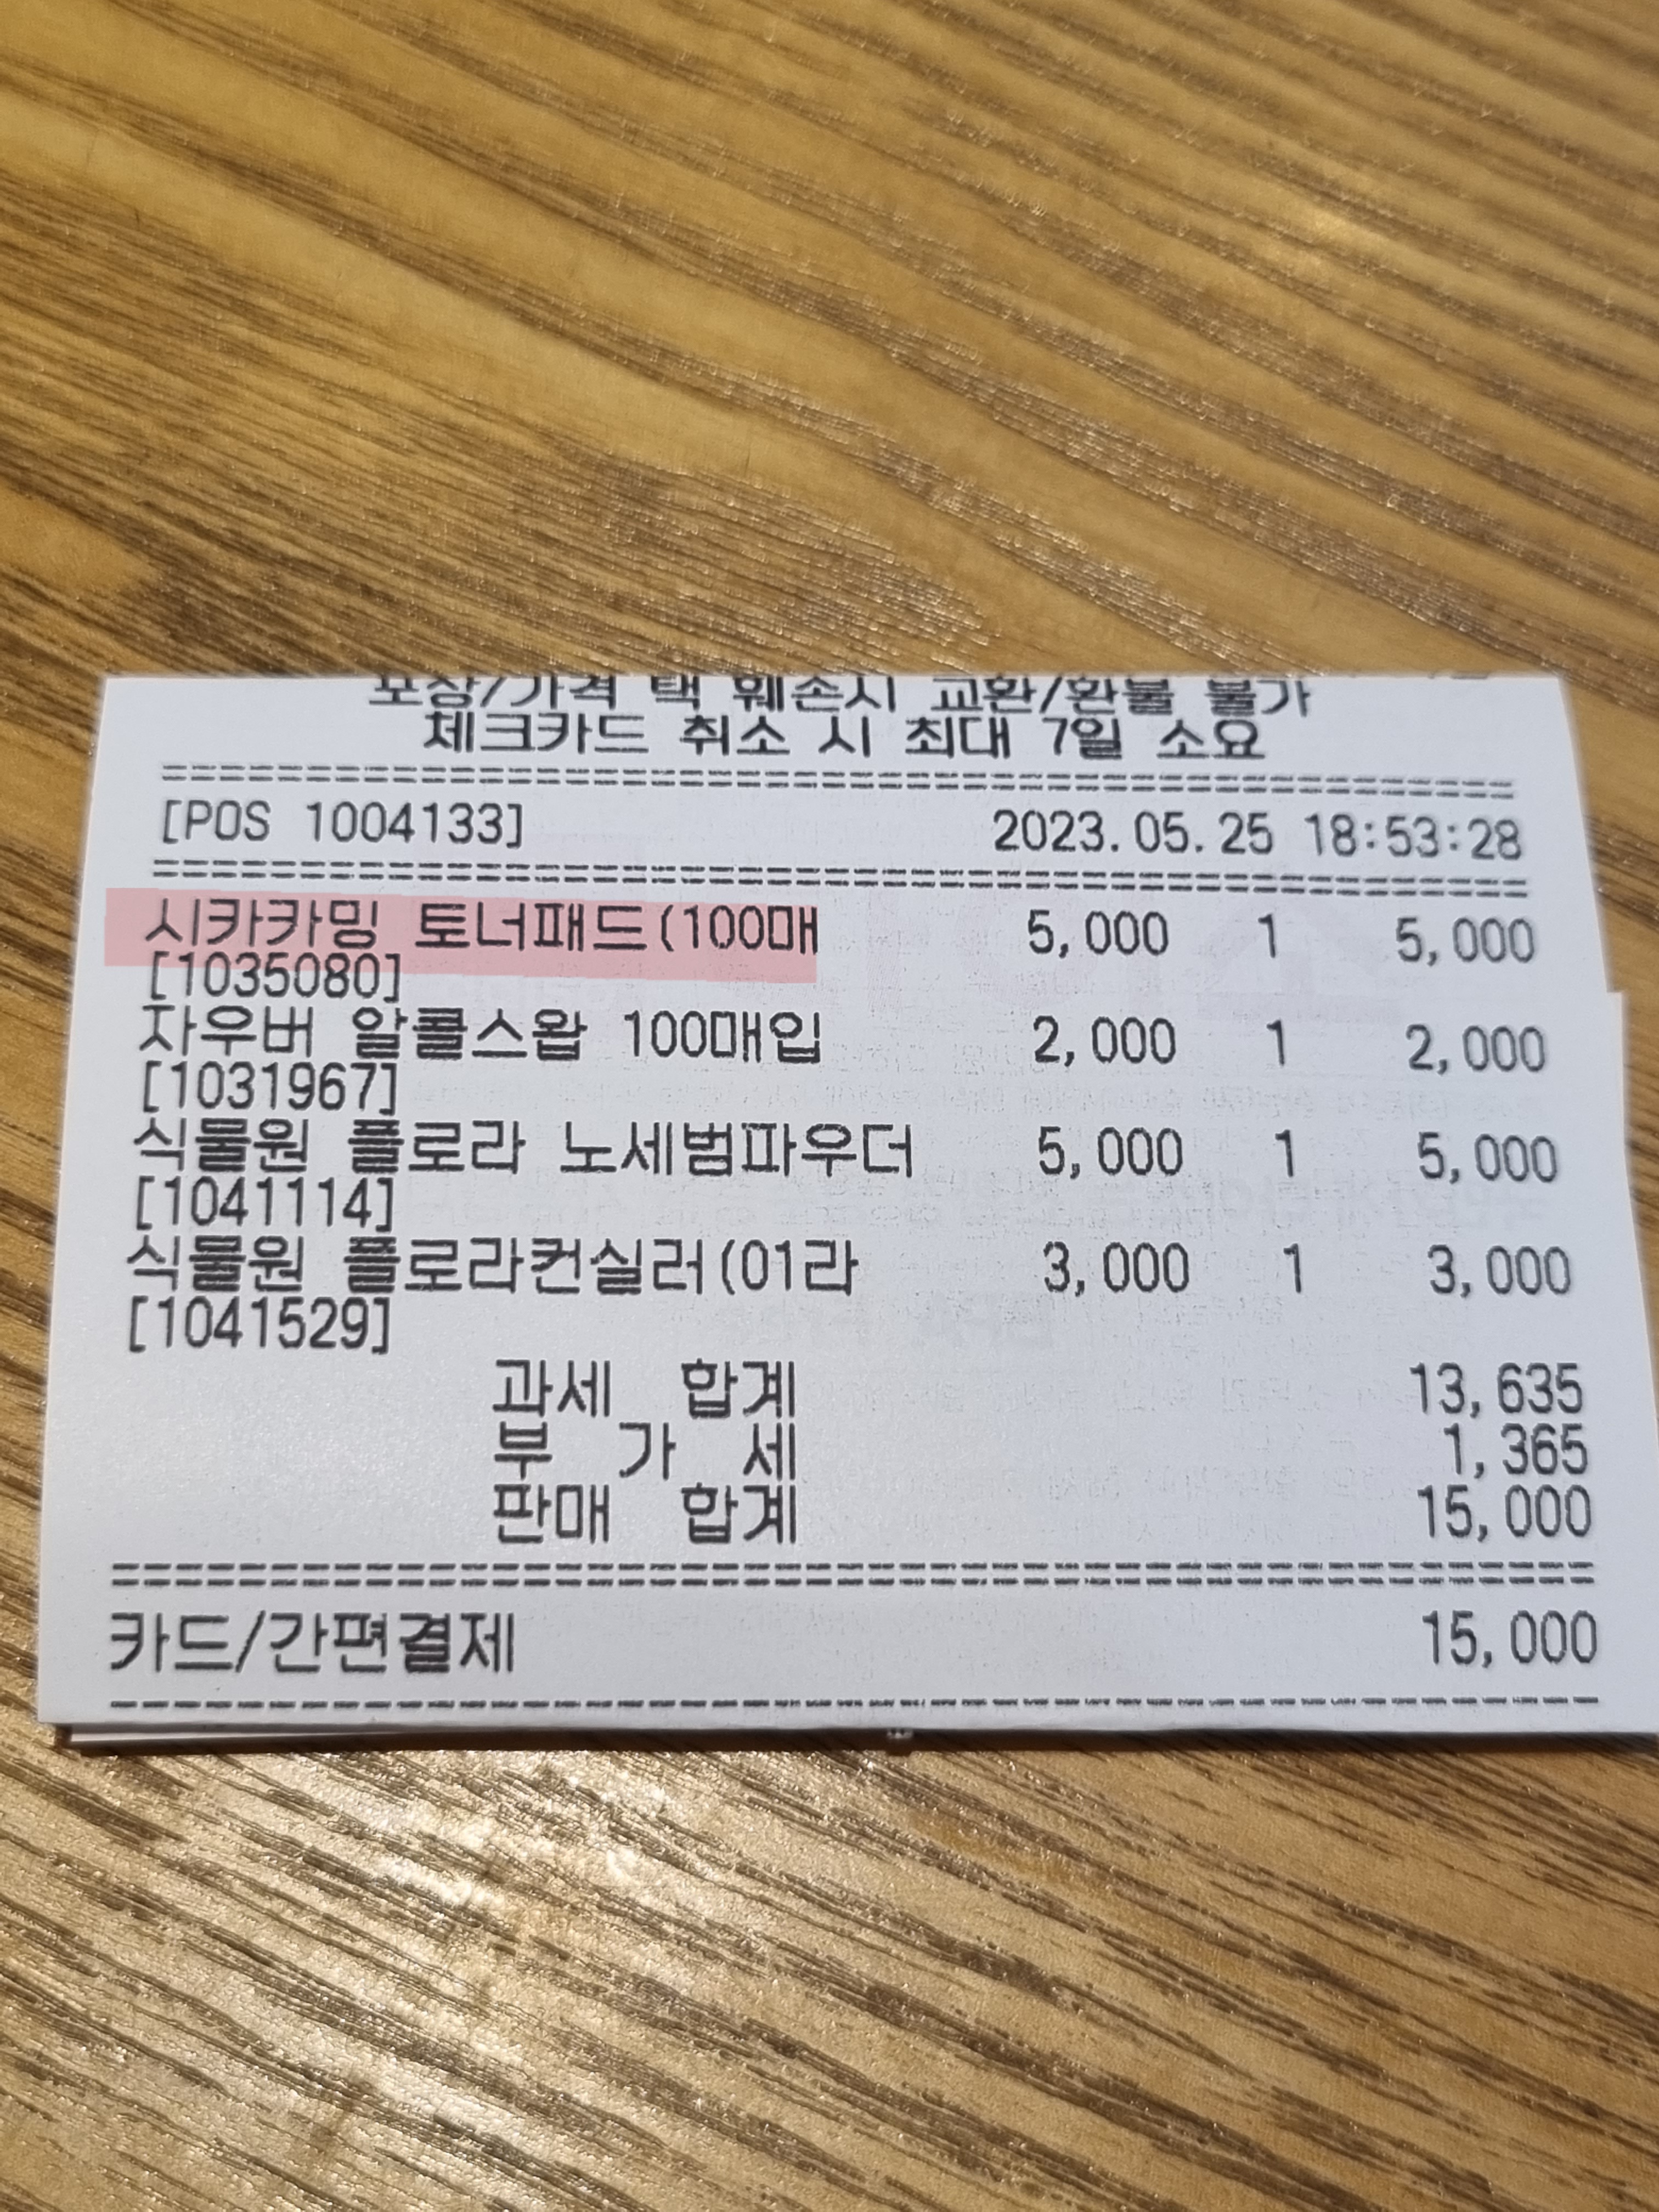 포장/가격 택 훼손시 교환/환불 불가
체크카드 취소 시 최대 7일 소요
[POS 1004133] 2023.05.25 18:53:28
시카카밍 토너패드(100매 5,000 1 5,000
[1035080]
자우버 알콜스왑 100매입 2,000 1 2,000
[1031967]
식물원 플로라 노세범파우더 5,000 1 5,000
[1041114]
식물원 플로라컨실러(01라 3,000 1 3,000
[1041529]
과세 합계 13,635
부 가 세 1,365
판매 합계 15,000
카드/간편결제 15,000